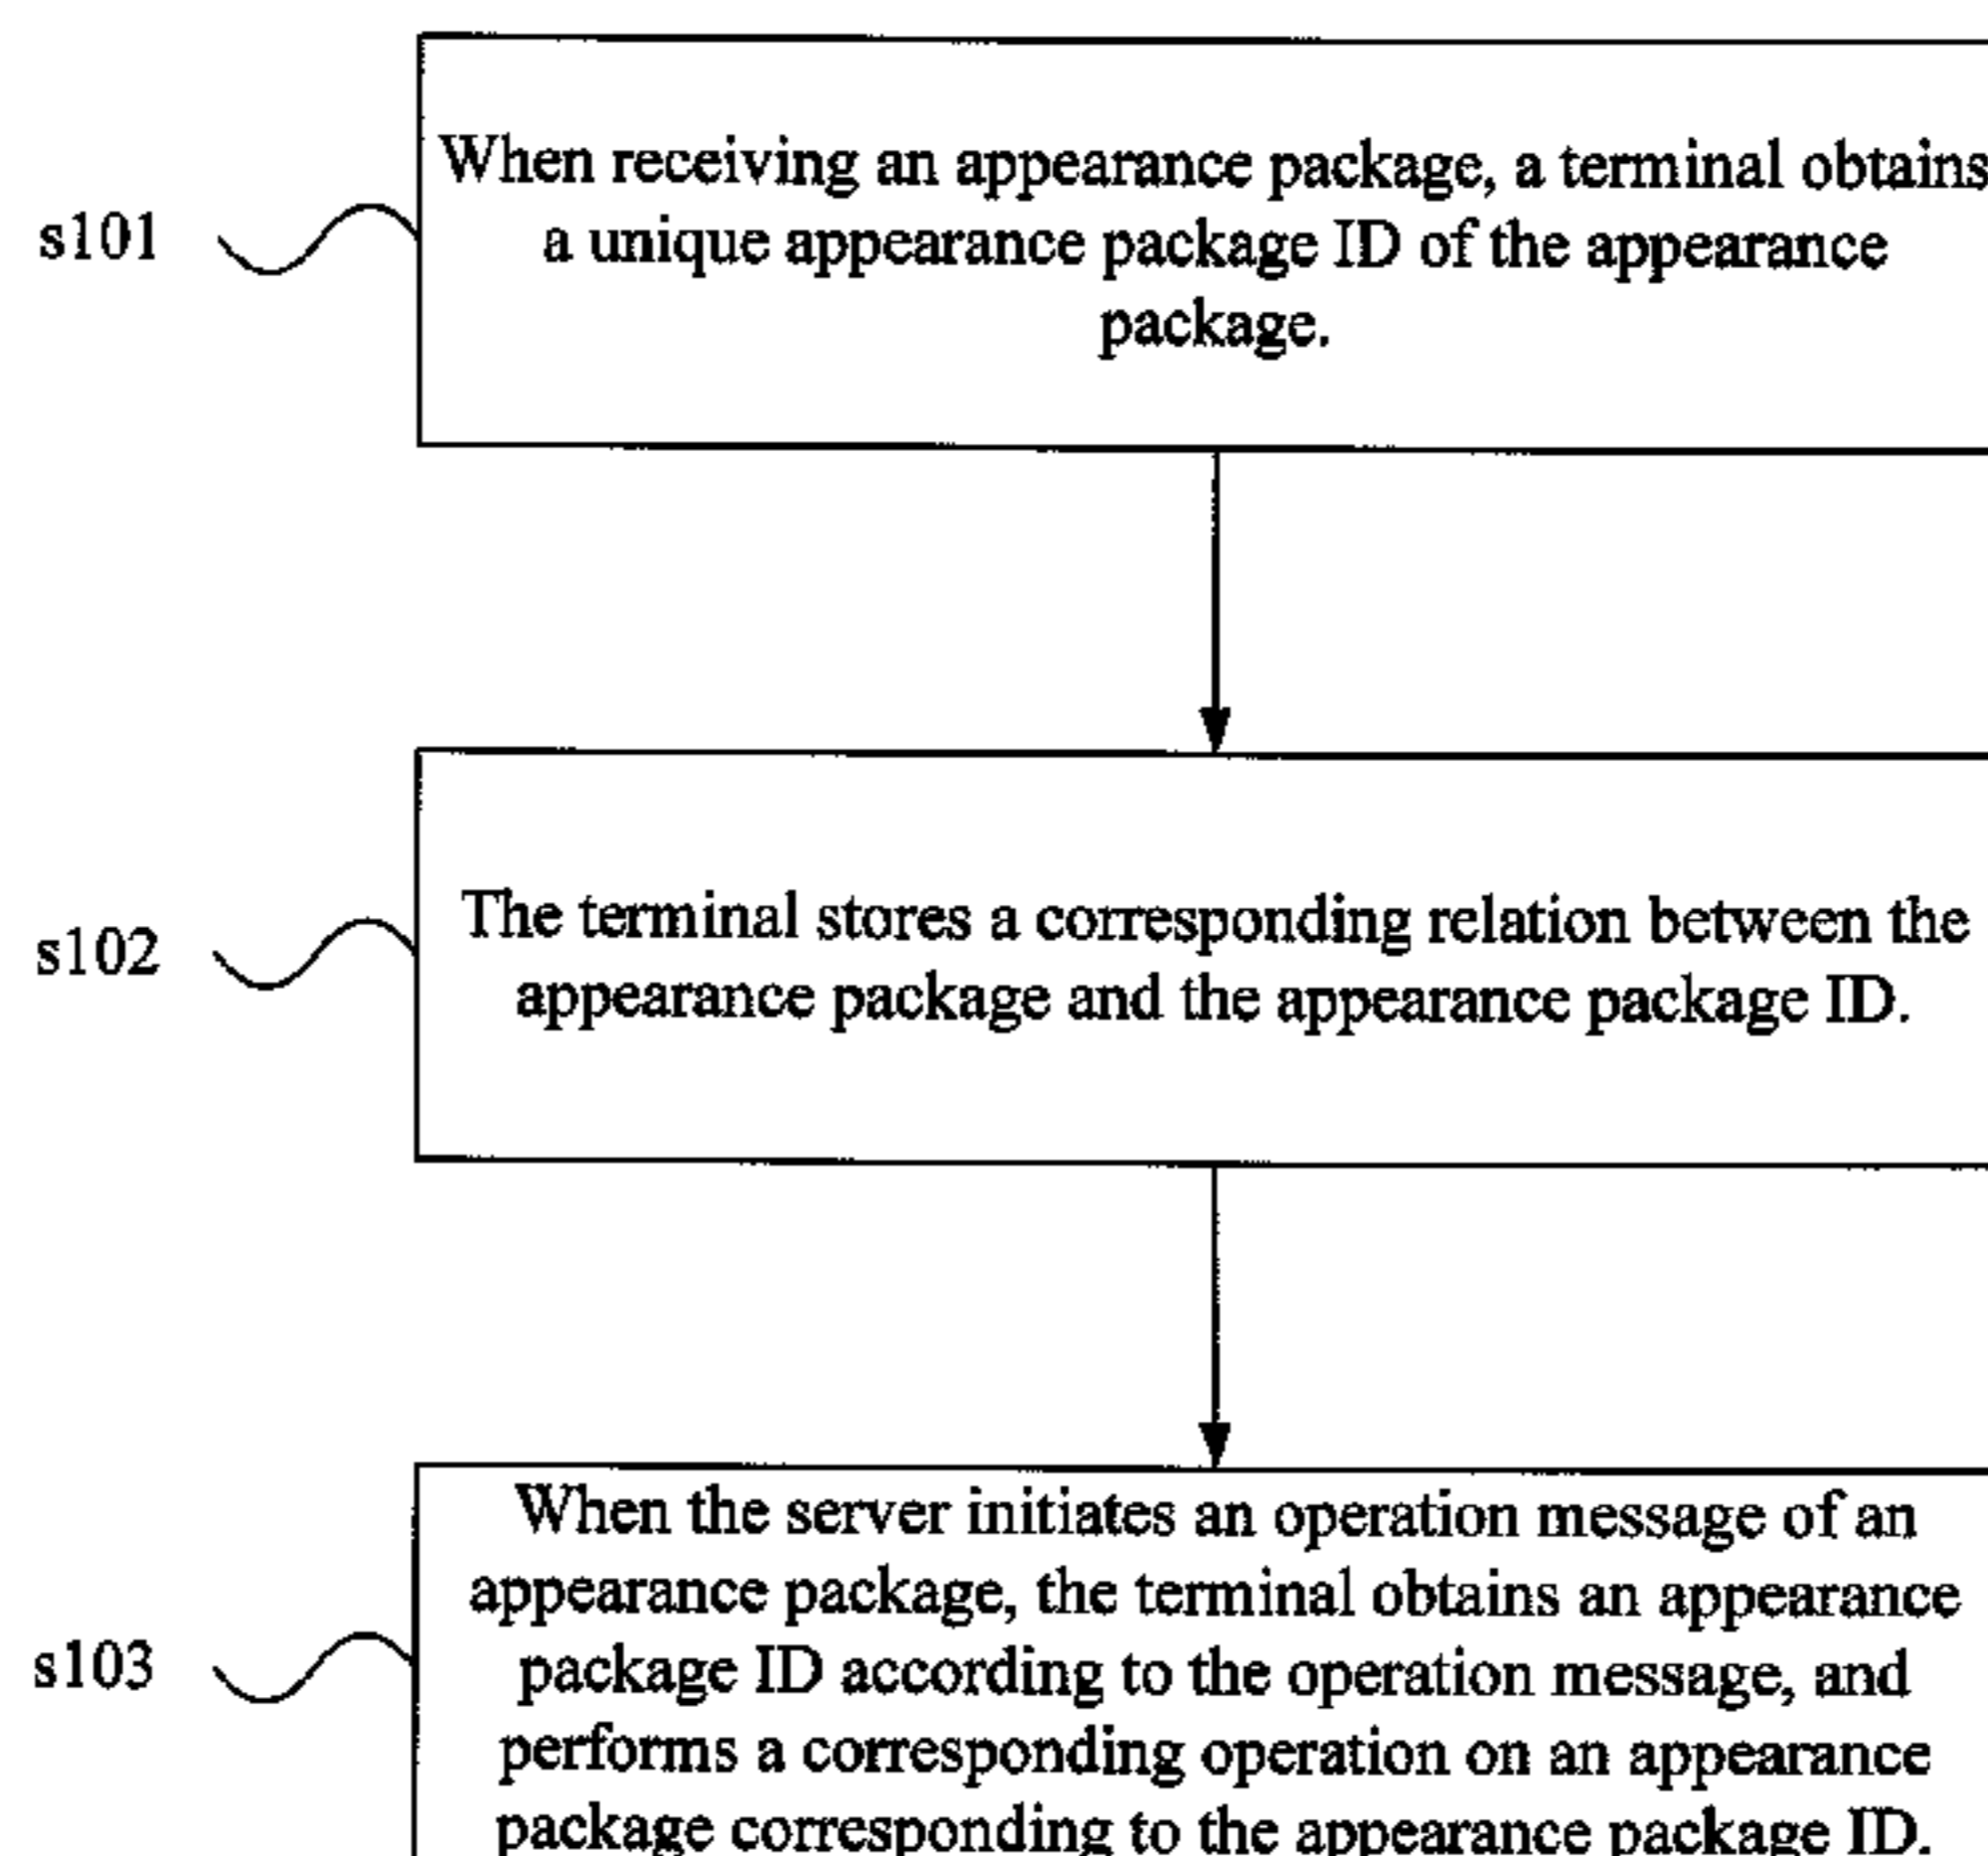 When receiving an appearance package, a terminal obtains
s101
a unique appearance package ID of the appearance
package.
The terminal stores a corresponding relation between the
s102
appearance package and the appearance package ID.
When the server initiates an operation message of an
appearance package, the terminal obtains an appearance
s103
package ID according to the operation message, and
performs a corresponding operation on an appearance
package corresponding to the appearance package ID.